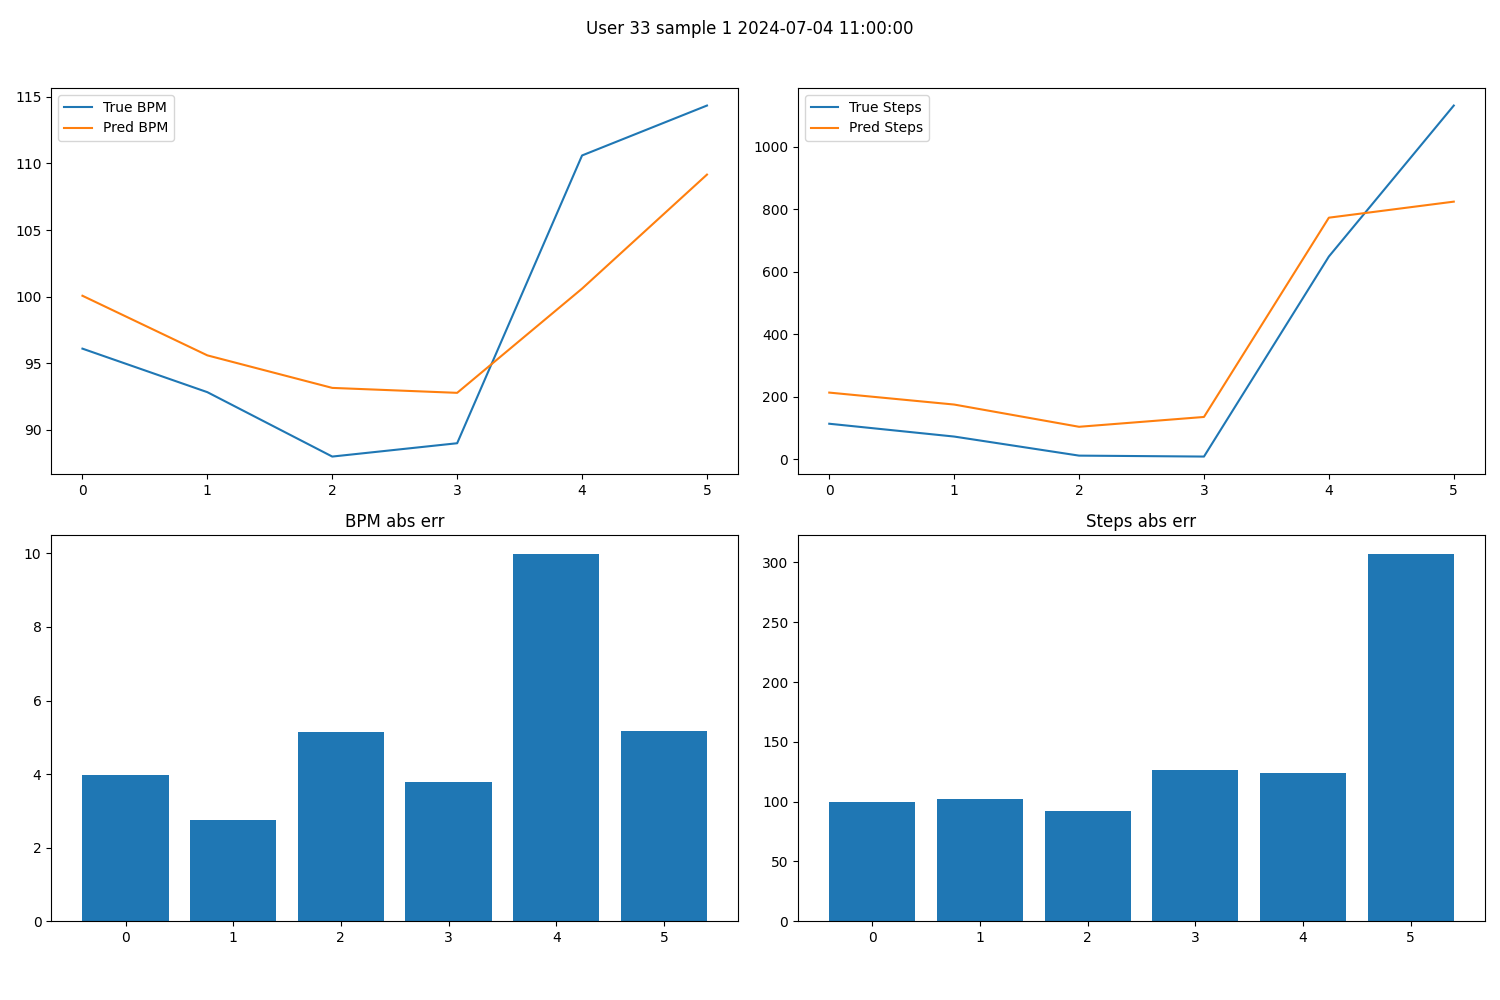 User 33 sample 1 2024-07-04 11:00:00
True BPM
Pred BPM
115
110
105
100
95
90
0 1 2 3 4 5
True Steps
Pred Steps
1000
800
600
400
200
0
0 1 2 3 4 5
BPM abs err
10
8
6
4
2
0
0 1 2 3 4 5
Steps abs err
300
250
200
150
100
50
0
0 1 2 3 4 5